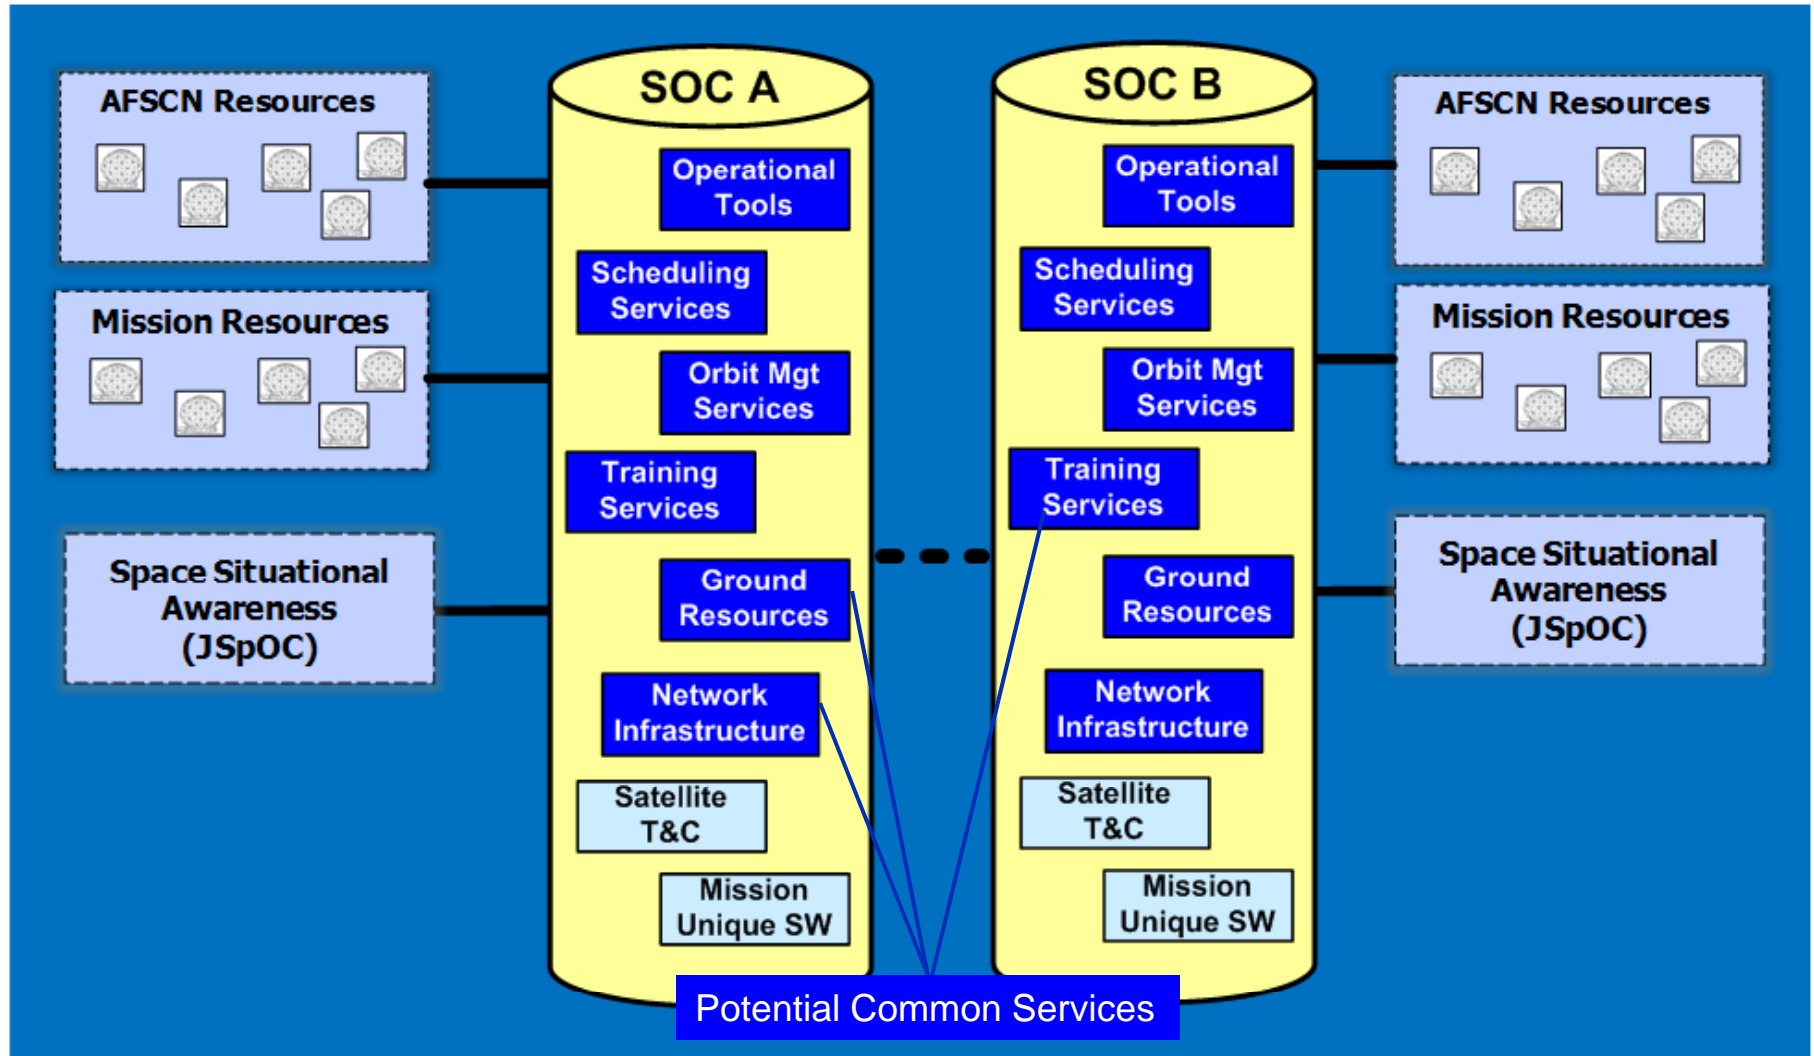 AFSCN Resources
Mission Resources
Space Situational
Awareness
(JSpOC)
SOC A
Operational
Tools
Scheduling
Services
Orbit Mgt
Services
Training
Services
Ground
Resources
Network
Infrastructure
Satellite
T&C
Mission
Unique SW
SOC B
Operational
Tools
Scheduling
Services
Orbit Mgt
Services
Training
Services
Ground
Resources
Network
Infrastructure
Satellite
T&C
Mission
Unique SW
AFSCN Resources
Mission Resources
Space Situational
Awareness
(JSpOC)
Potential Common Services